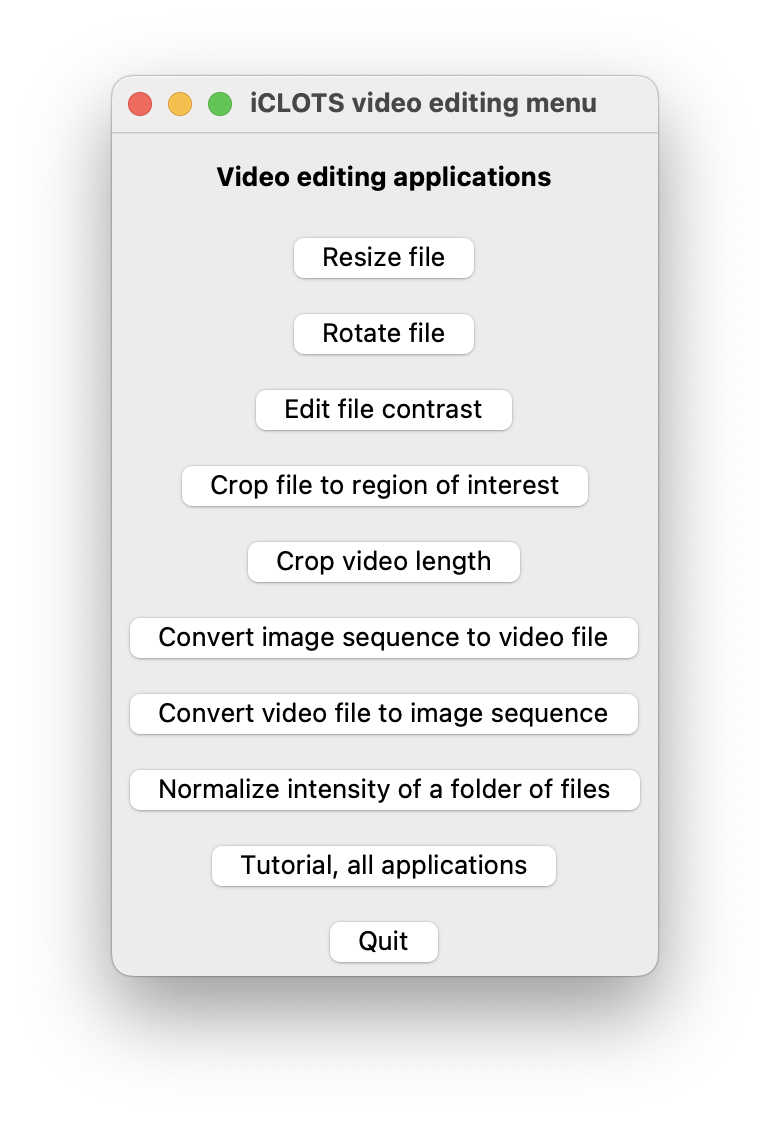 iCLOTS video editing menu
Video editing applications
Resize file
Rotate file
Edit file contrast
Crop file to region of interest
Crop video length
Convert image sequence to video file
Convert video file to image sequence
Normalize intensity of a folder of files
Tutorial, all applications
Quit